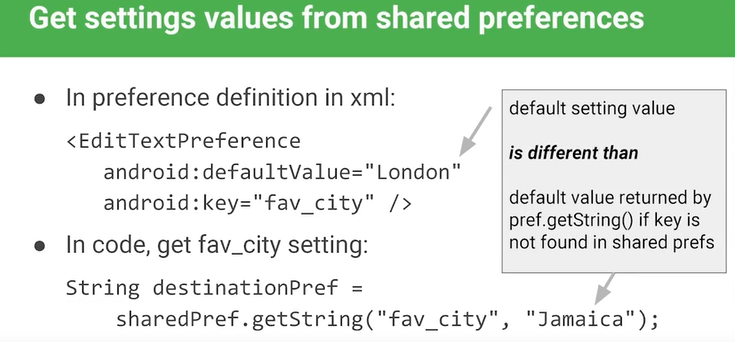 Get settings values from shared preferences
● In preference definition in xml:
<EditTextPreference
android:defaultValue="London"
android:key="fav_city" />
● In code, get fav_city setting:
String destinationPref =
sharedPref.getString("fav_city", "Jamaica");
default setting value
is different than
default value returned by
pref.getString() if key is
not found in shared prefs